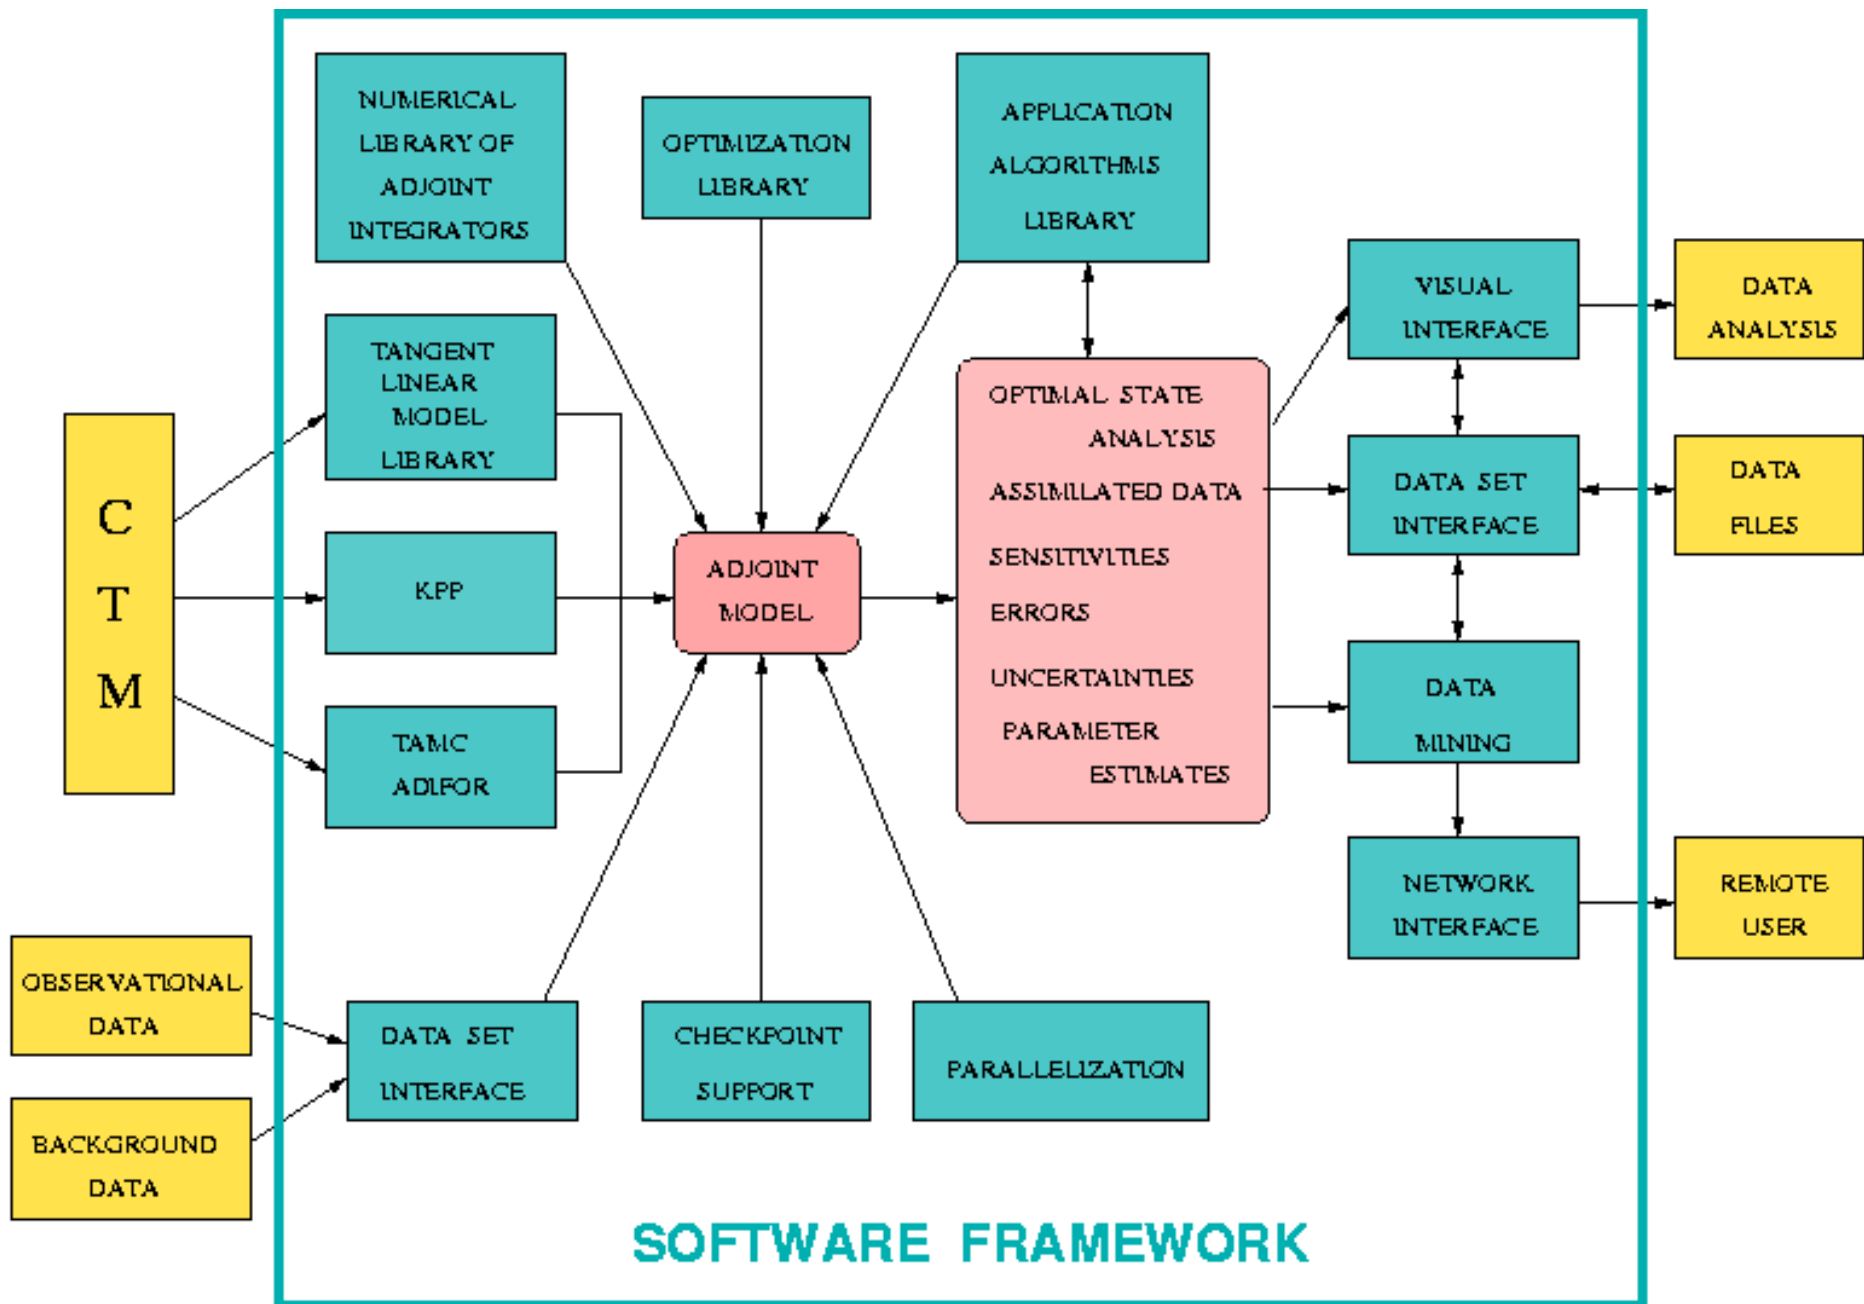 NUMERICAL
LIBRARY OF
ADJOINT
INTEGRATORS
OPTIMIZATION
LIBRARY
APPLICATION
ALGORITHMS
LIBRARY
VISUAL
INTERFACE
DATA
ANALYSIS
TANGENT
LINEAR
MODEL
LIBRARY
C
T
M
KPP
TAMC
ADIFOR
ADJOINT
MODEL
OPTIMAL STATE
ANALYSIS
ASSIMILATED DATA
SENSITIVITIES
ERRORS
UNCERTAINTIES
PARAMETER
ESTIMATES
DATA SET
INTERFACE
DATA
FILES
DATA
MINING
NETWORK
INTERFACE
REMOTE
USER
OBSERVATIONAL
DATA
BACKGROUND
DATA
DATA SET
INTERFACE
CHECKPOINT
SUPPORT
PARALLELIZATION
SOFTWARE FRAMEWORK